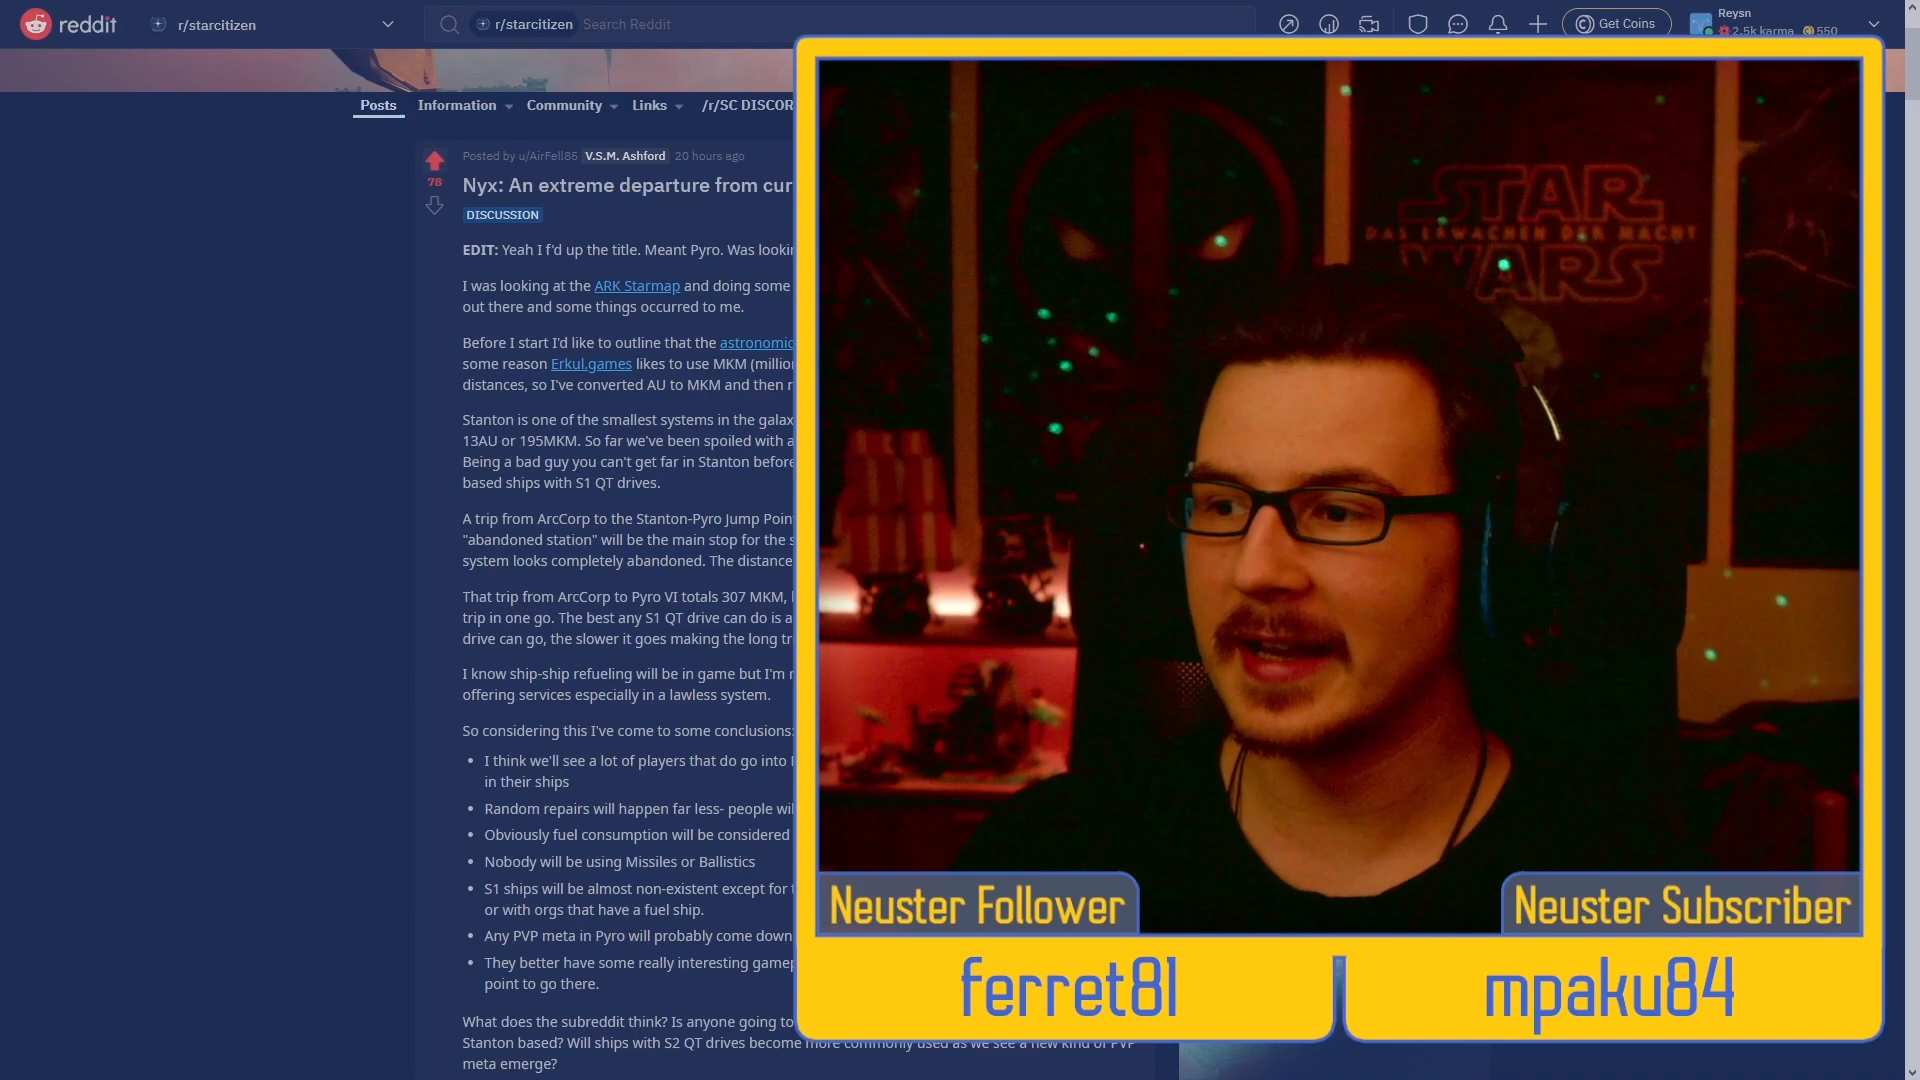 reddit
r/starcitizen
r/starcitizen Search Reddit
Get Coins
Reysn
2.5k karma 550
Posts Information Community Links /r/SC DISCOR
78
Posted by u/AirFell85 V.S.M. Ashford 20 hours ago
Nyx: An extreme departure from cur
DISCUSSION
EDIT: Yeah I f'd up the title. Meant Pyro. Was lookin
I was looking at the ARK Starmap and doing some
out there and some things occurred to me.
Before I start I'd like to outline that the astronomic
some reason Erkul.games likes to use MKM (million
distances, so I've converted AU to MKM and then r
Stanton is one of the smallest systems in the galax
13AU or 195MKM. So far we've been spoiled with a
Being a bad guy you can't get far in Stanton before
based ships with S1 QT drives.
A trip from ArcCorp to the Stanton-Pyro Jump Poin
"abandoned station" will be the main stop for the s
system looks completely abandoned. The distance
That trip from ArcCorp to Pyro VI totals 307 MKM,
trip in one go. The best any S1 QT drive can do is a
drive can go, the slower it goes making the long tr
I know ship-ship refueling will be in game but I'm r
offering services especially in a lawless system.
So considering this I've come to some conclusions:
• I think we'll see a lot of players that do go into
in their ships
• Random repairs will happen far less- people wil
• Obviously fuel consumption will be considered
• Nobody will be using Missiles or Ballistics
• S1 ships will be almost non-existent except for
or with orgs that have a fuel ship.
• Any PVP meta in Pyro will probably come down
• They better have some really interesting gamep
point to go there.
What does the subreddit think? Is anyone going to
Stanton based? Will ships with S2 QT drives become more commonly used as we see a new kind of PVP
meta emerge?
STAR
DAS ERWACHEN DER MACHT
WARS
Neuster Follower
Neuster Subscriber
ferret81
mpaku84